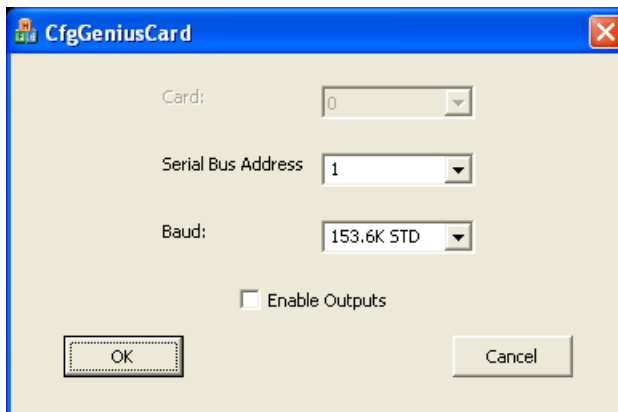 CfgGeniusCard
Card: 0
Serial Bus Address 1
Baud: 153.6K STD
Enable Outputs
OK Cancel